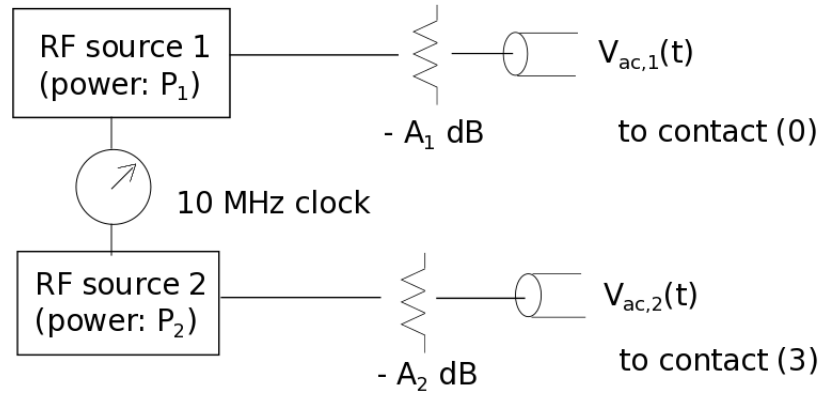 RF source 1
(power: P₁)
- A₁ dB
Vac,1(t)
to contact (0)
10 MHz clock
RF source 2
(power: P₂)
- A₂ dB
Vac,2(t)
to contact (3)